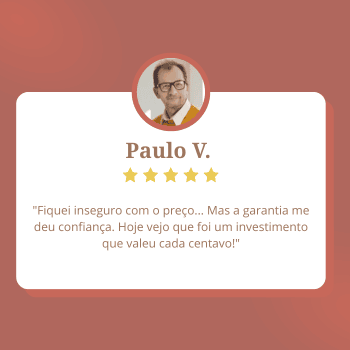 Paulo V.
"Fiquei inseguro com o preço... Mas a garantia me
deu confiança. Hoje vejo que foi um investimento
que valeu cada centavo!"